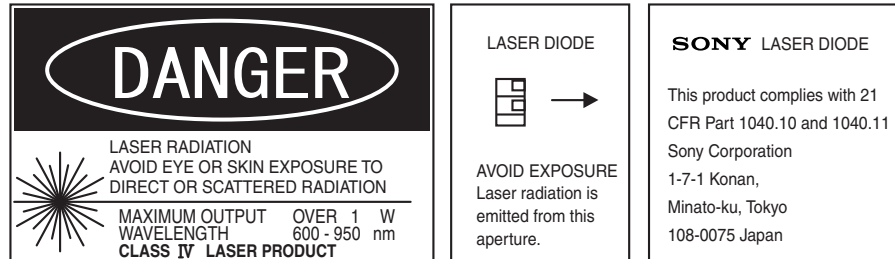 DANGER
LASER RADIATION
AVOID EYE OR SKIN EXPOSURE TO
DIRECT OR SCATTERED RADIATION
MAXIMUM OUTPUT OVER 1 W
WAVELENGTH 600 - 950 nm
CLASS Ⅳ LASER PRODUCT
LASER DIODE
AVOID EXPOSURE
Laser radiation is
emitted from this
aperture.
SONY LASER DIODE
This product complies with 21
CFR Part 1040.10 and 1040.11
Sony Corporation
1-7-1 Konan,
Minato-ku, Tokyo
108-0075 Japan